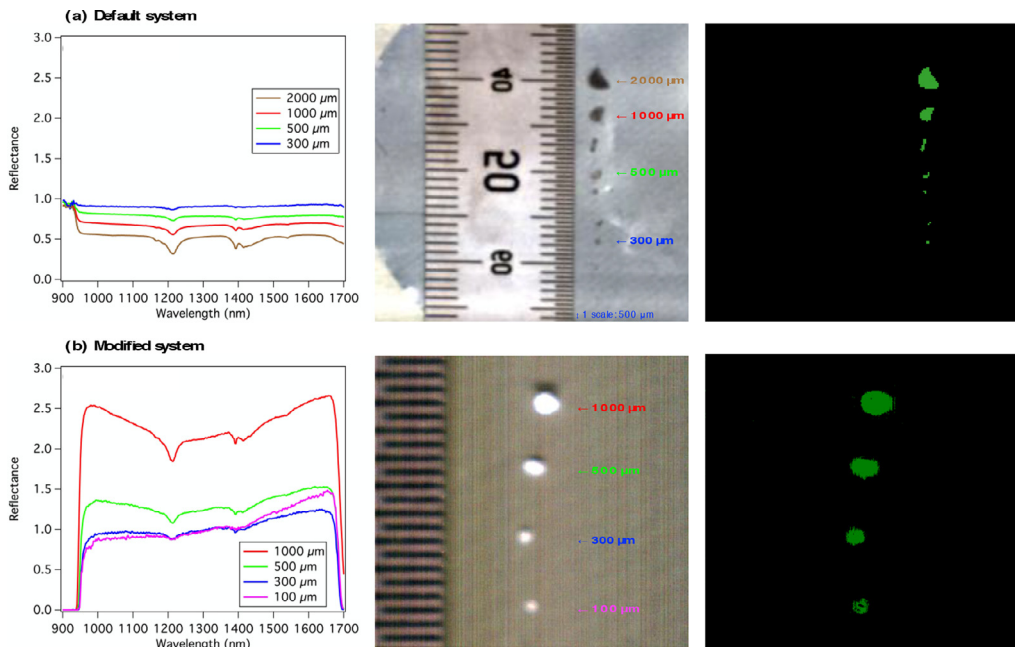 (a) Default system
3.0
2.5
2.0
1.5
1.0
0.5
0.0
Reflectance
2000 µm
1000 µm
500 µm
300 µm
900 1000 1100 1200 1300 1400 1500 1600 1700
Wavelength (nm)
40
50
60
←2000 µm
←1000 µm
←500 µm
←300 µm
1 scale: 500 µm
(b) Modified system
3.0
2.5
2.0
1.5
1.0
0.5
0.0
Reflectance
1000 µm
500 µm
300 µm
100 µm
900 1000 1100 1200 1300 1400 1500 1600 1700
Wavelength (nm)
←1000 µm
←500 µm
←300 µm
←100 µm